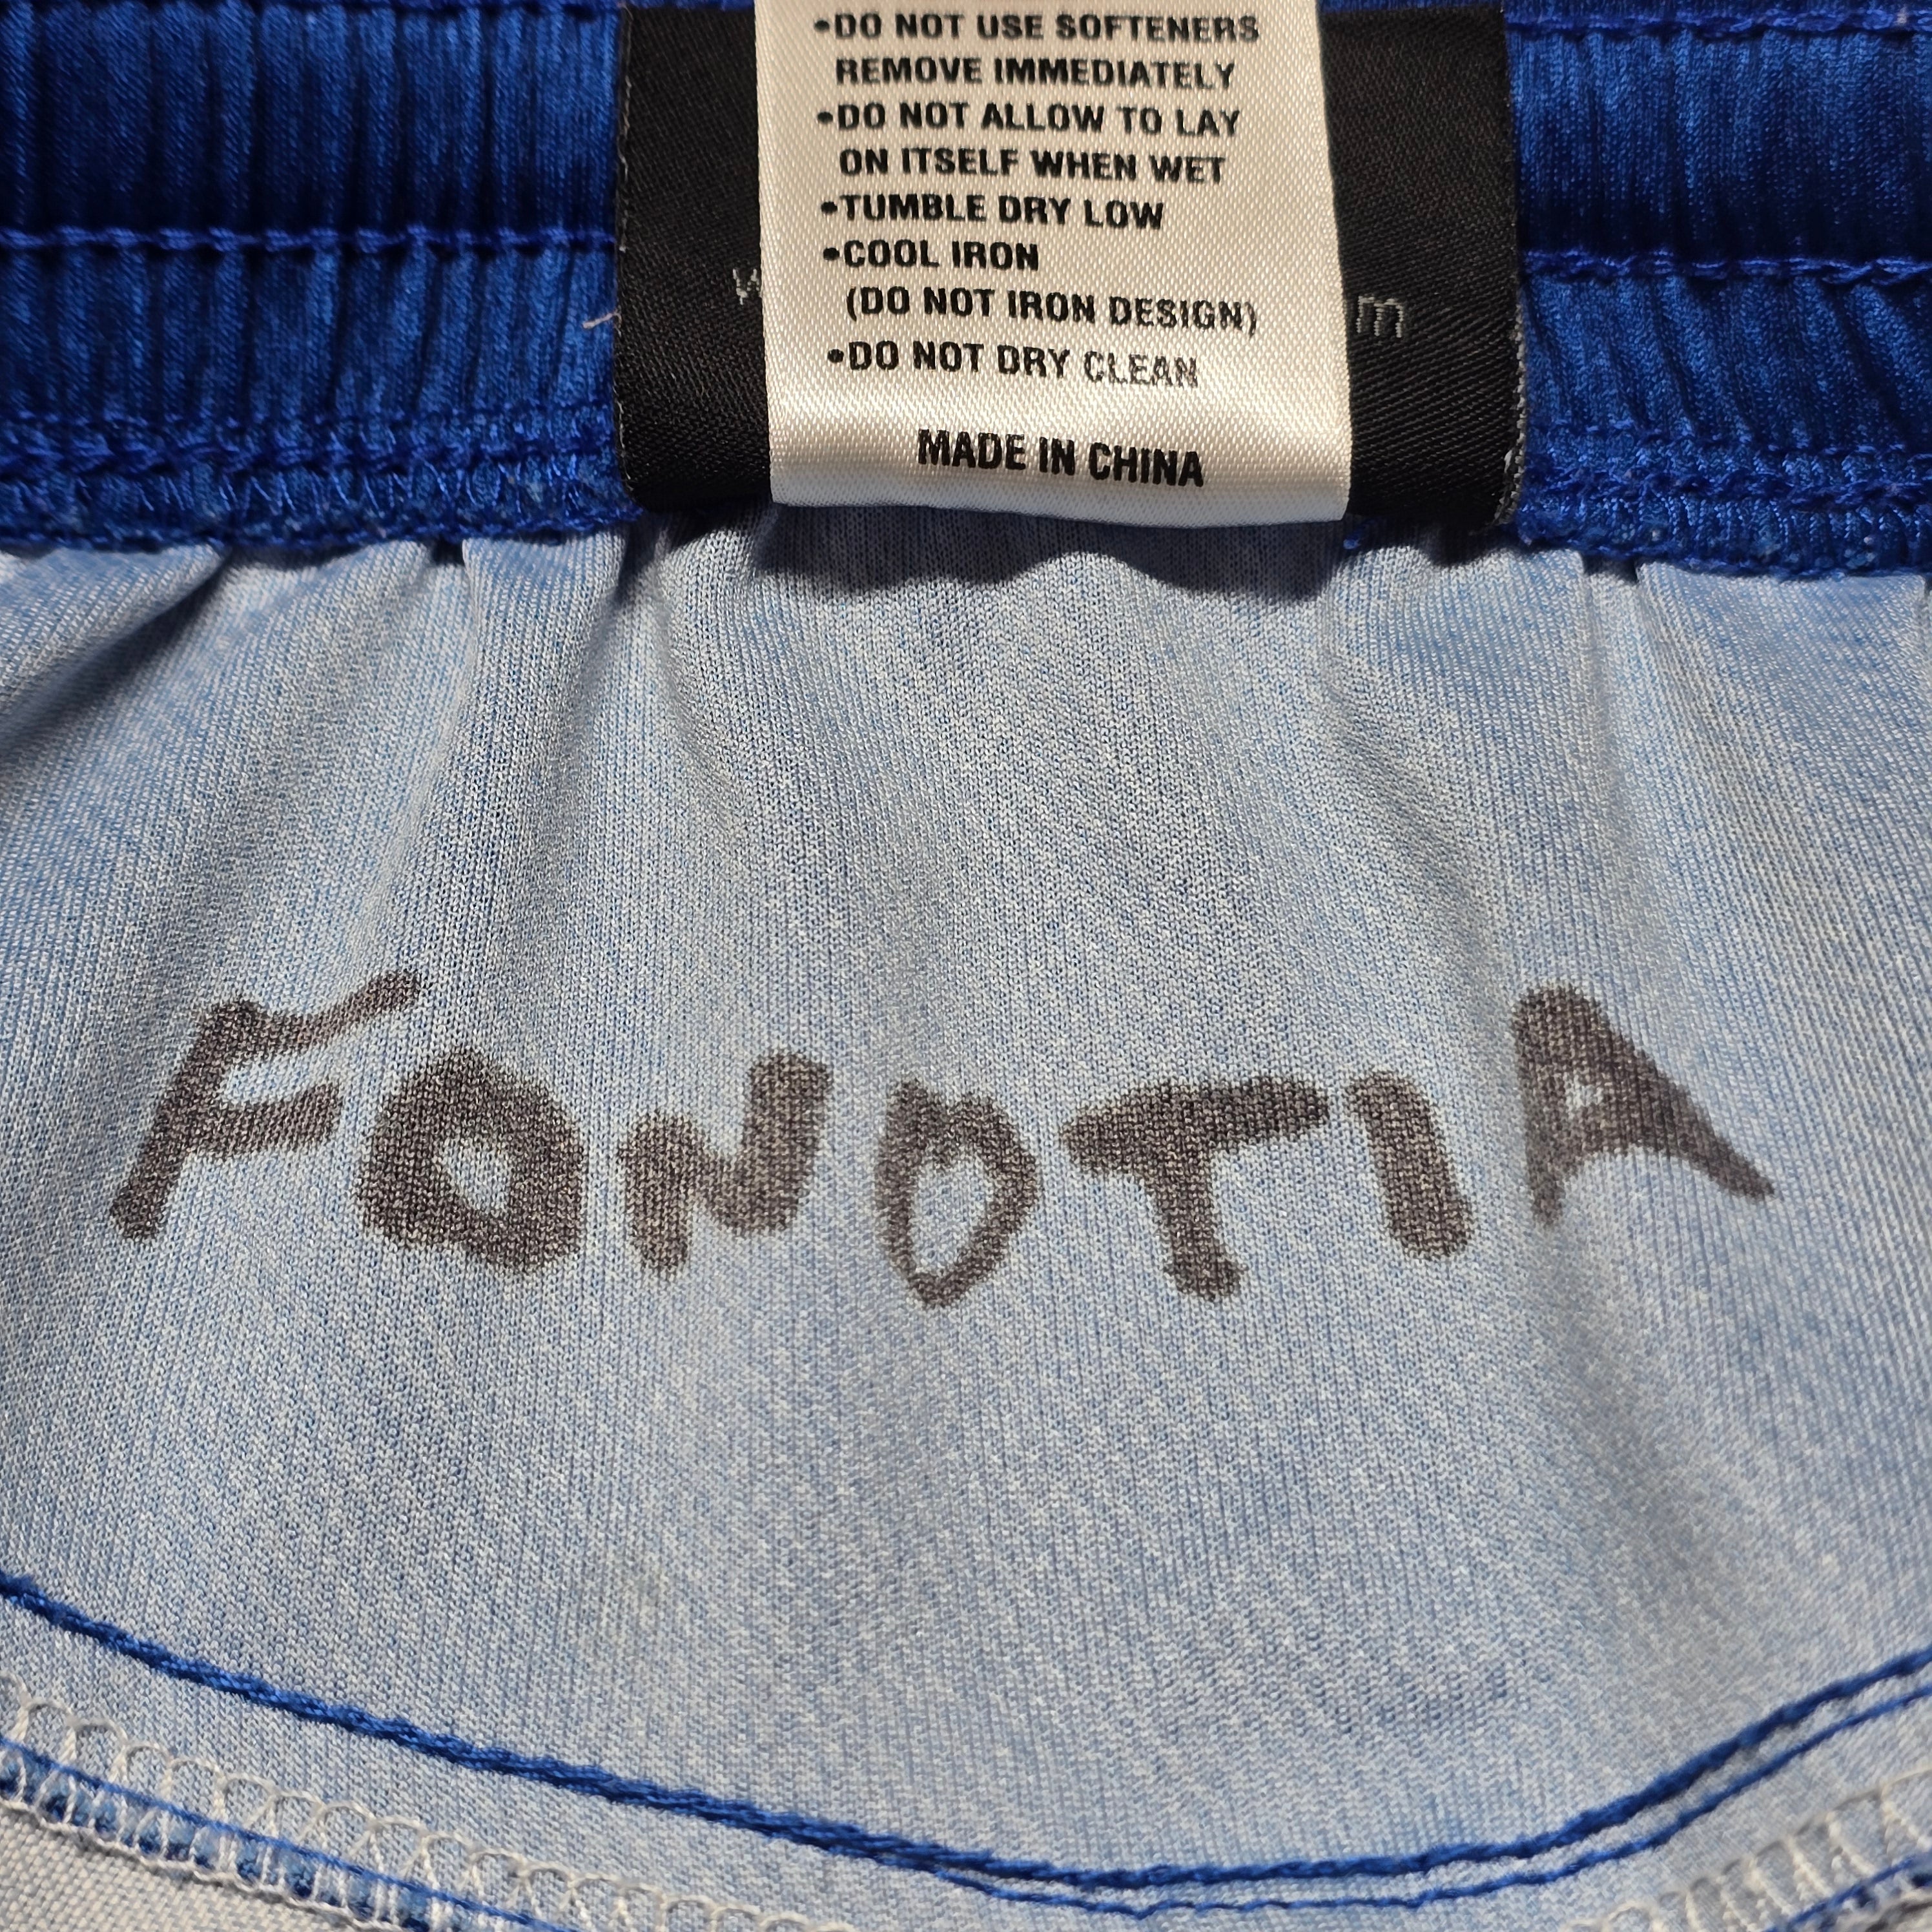 •DO NOT USE SOFTENERS
REMOVE IMMEDIATELY
•DO NOT ALLOW TO LAY
ON ITSELF WHEN WET
•TUMBLE DRY LOW
•COOL IRON
(DO NOT IRON DESIGN)
•DO NOT DRY CLEAN
MADE IN CHINA
w m
FONOTIA